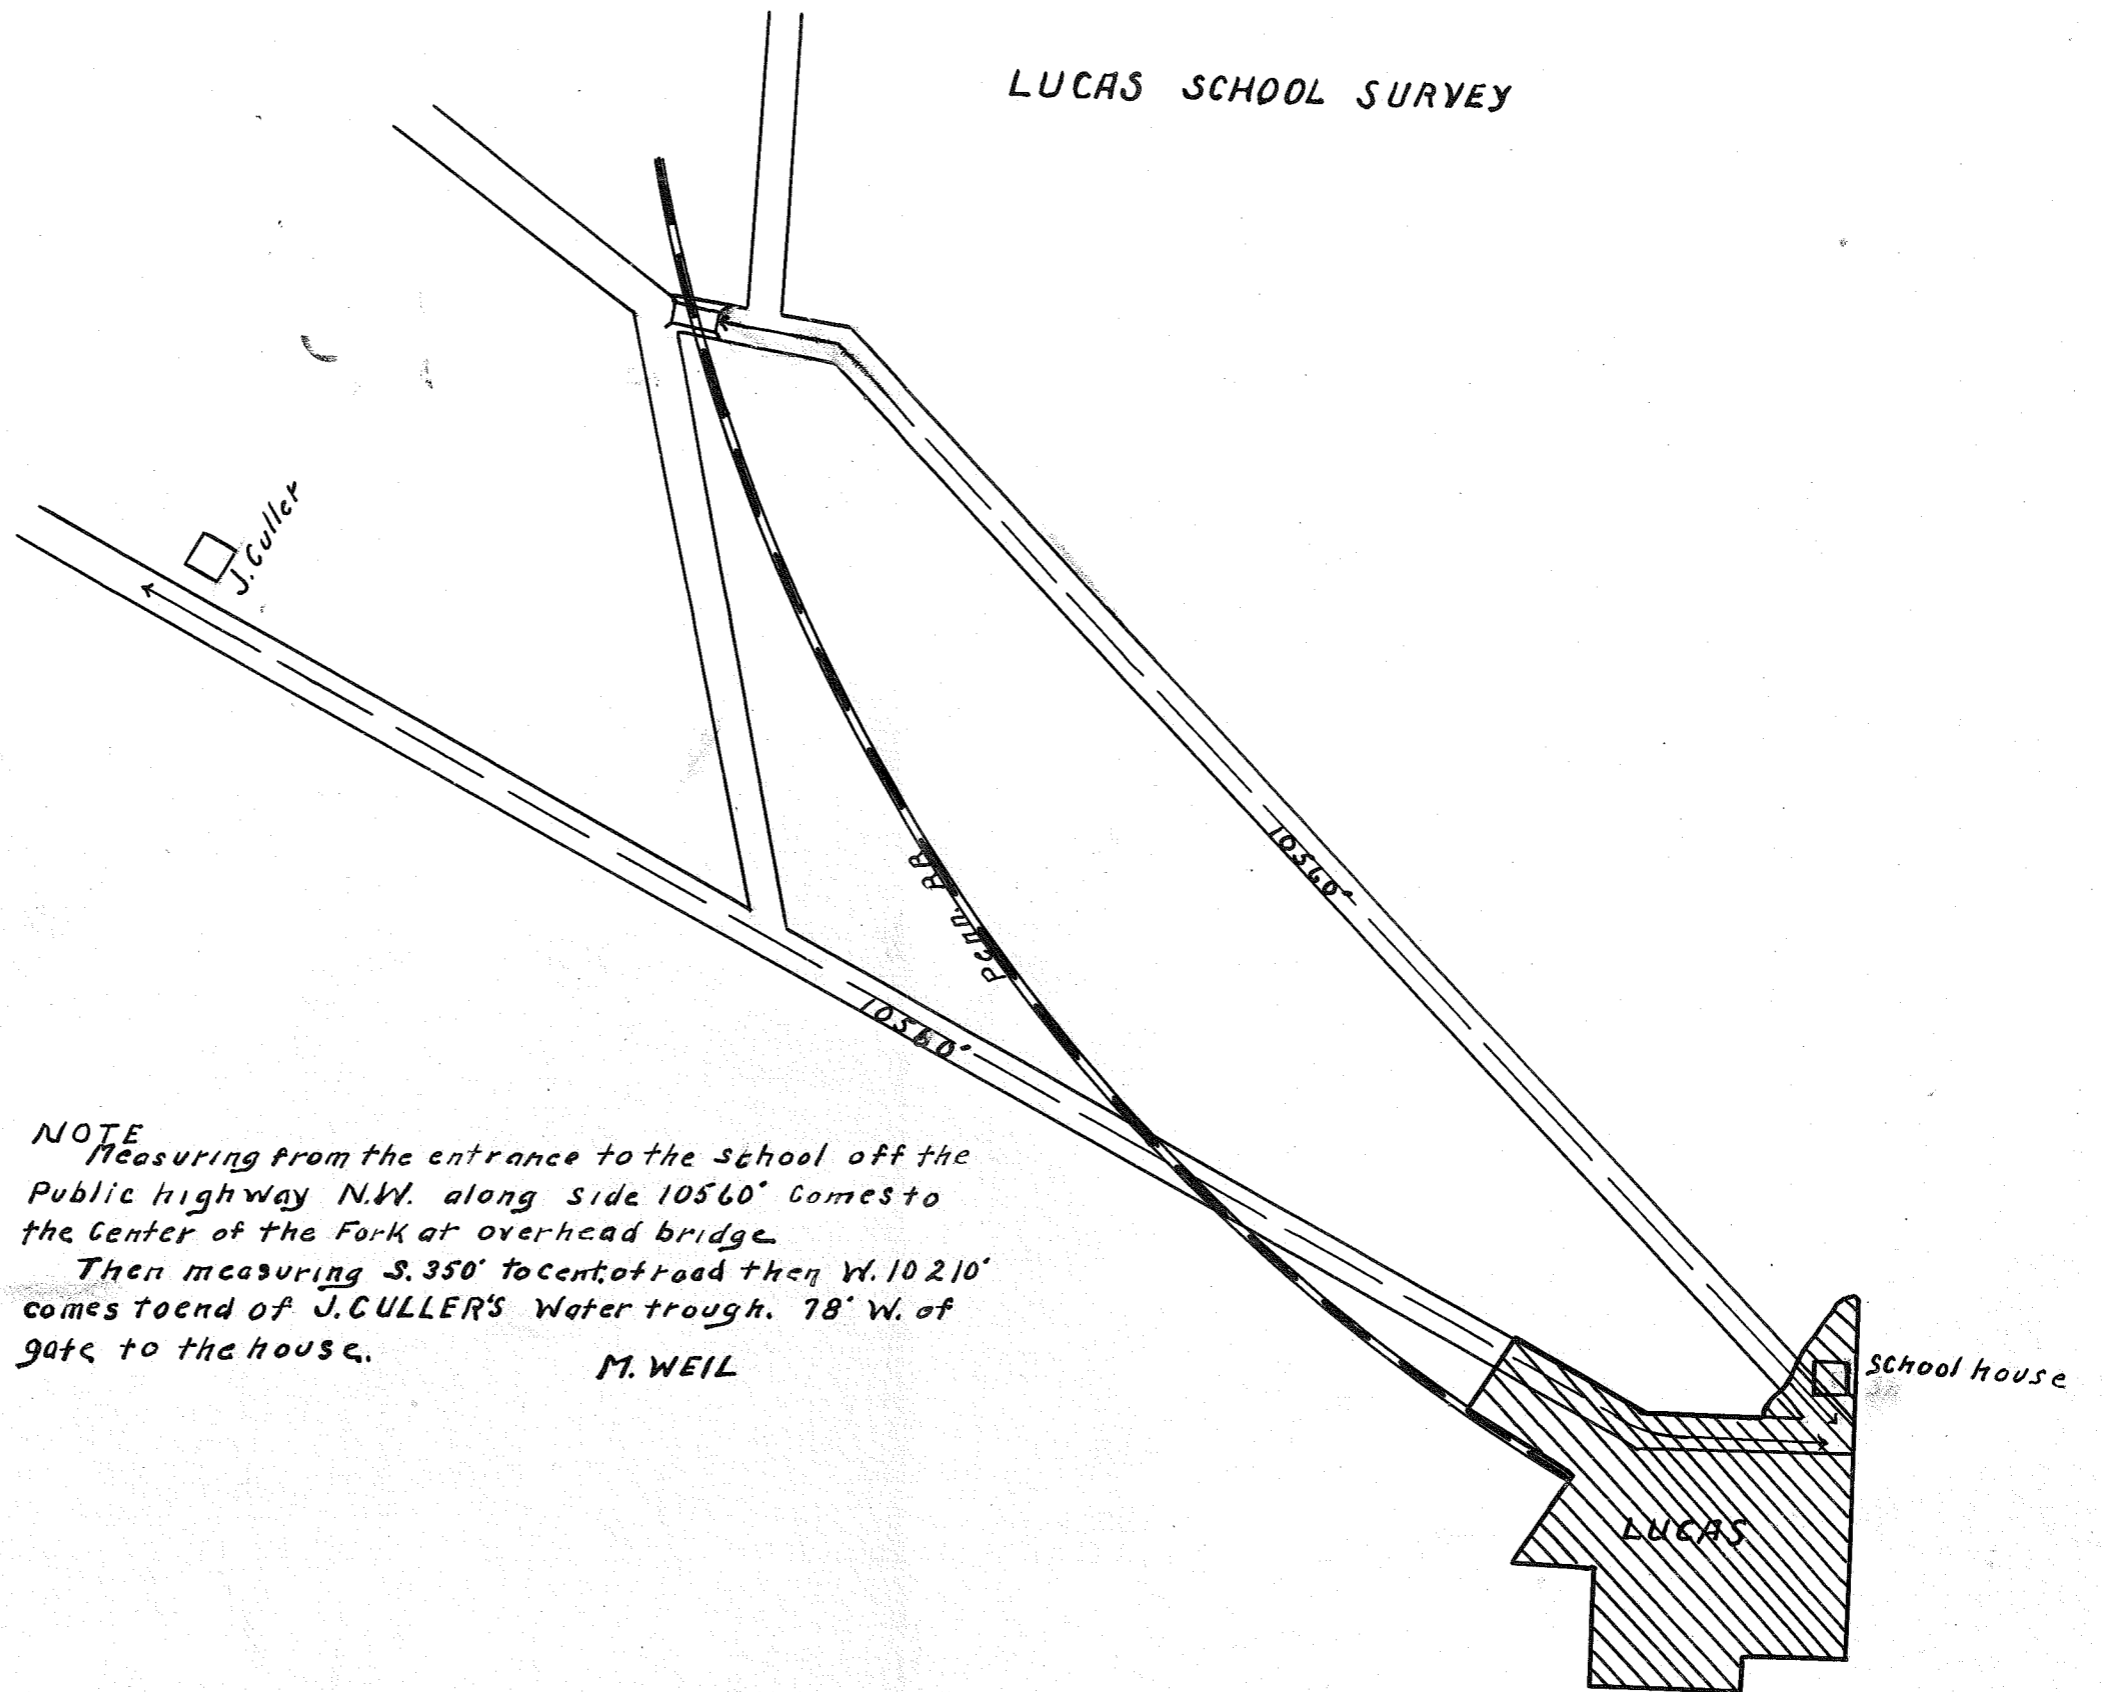 LUCAS SCHOOL SURVEY
J. Culler
10560'
Penn. RR.
10560'
NOTE
Measuring from the entrance to the school off the
Public highway N.W. along side 10560' Comes to
the Center of the Fork at overhead bridge
Then measuring S. 350' to cent. of road then W. 10210'
comes to end of J. CULLER'S Water trough. 78' W. of
gate to the house.
M. WEIL
School house
LUCAS